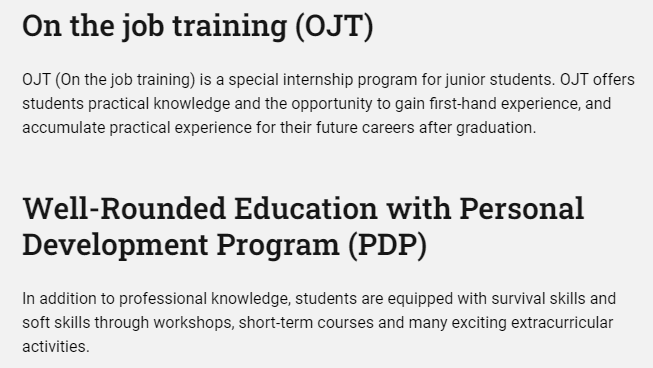 On the job training (OJT)
OJT (On the job training) is a special internship program for junior students. OJT offers
students practical knowledge and the opportunity to gain first-hand experience, and
accumulate practical experience for their future careers after graduation.
Well-Rounded Education with Personal
Development Program (PDP)
In addition to professional knowledge, students are equipped with survival skills and
soft skills through workshops, short-term courses and many exciting extracurricular
activities.